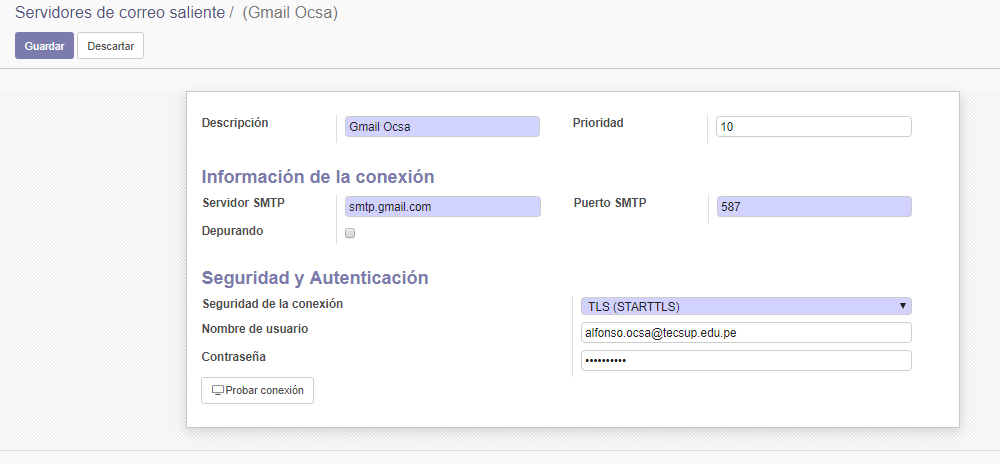 Servidores de correo saliente / (Gmail Ocsa)
Guardar Descartar
Descripción Gmail Ocsa Prioridad 10
Información de la conexión
Servidor SMTP smtp.gmail.com Puerto SMTP 587
Depurando
Seguridad y Autenticación
Seguridad de la conexión TLS (STARTTLS)
Nombre de usuario alfonso.ocsa@tecsup.edu.pe
Contraseña ••••••••••
Probar conexión